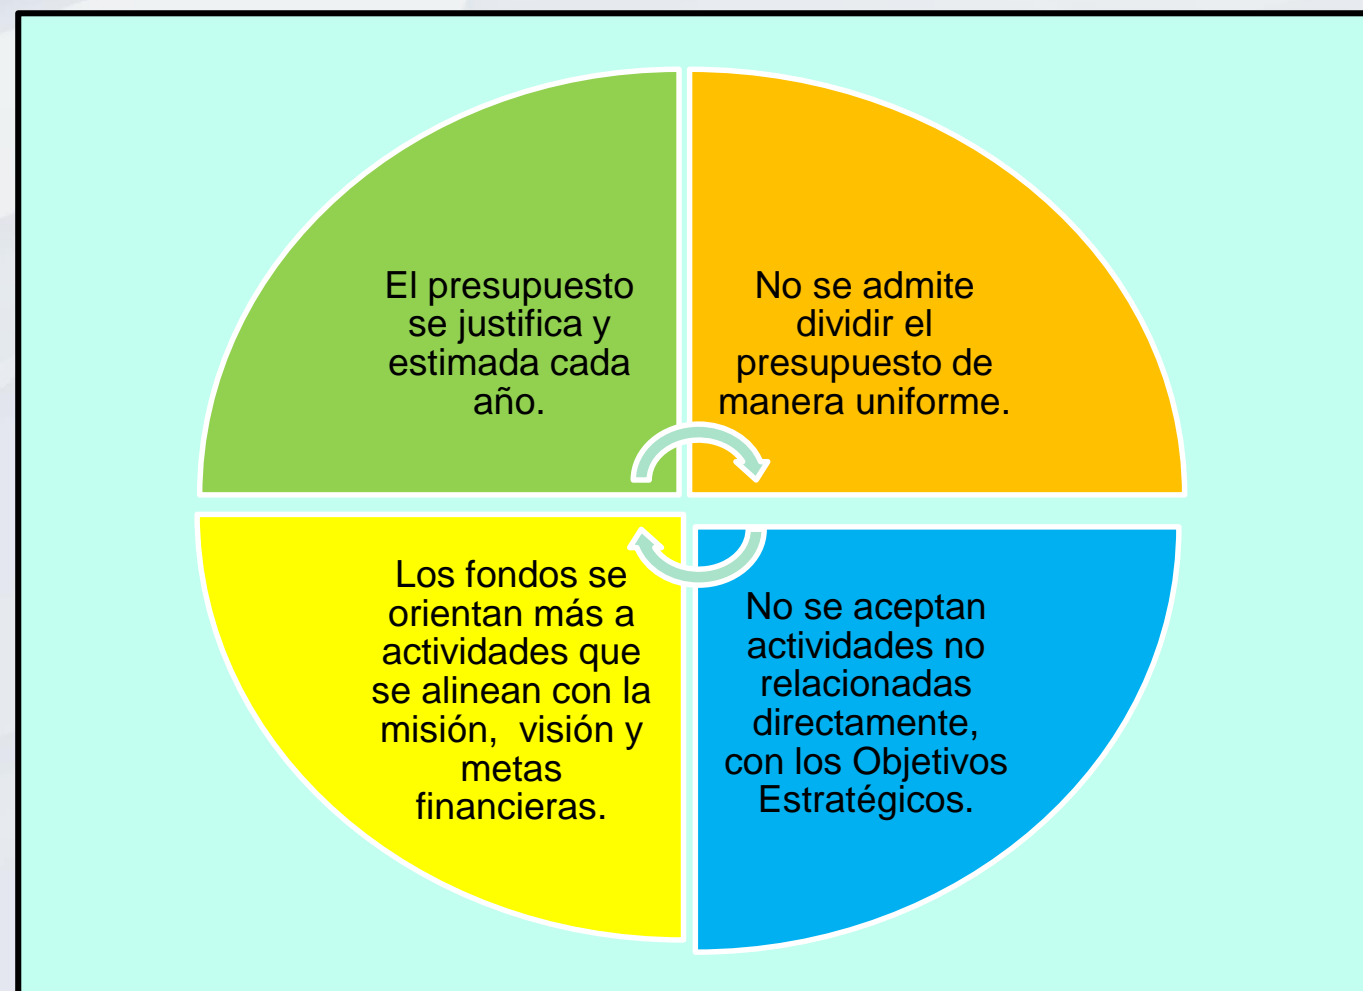 El presupuesto
se justifica y
estimada cada
año.
No se admite
dividir el
presupuesto de
manera uniforme.
Los fondos se
orientan más a
actividades que
se alinean con la
misión,  visión y
metas
financieras.
No se aceptan
actividades no
relacionadas
directamente,
con los Objetivos
Estratégicos.